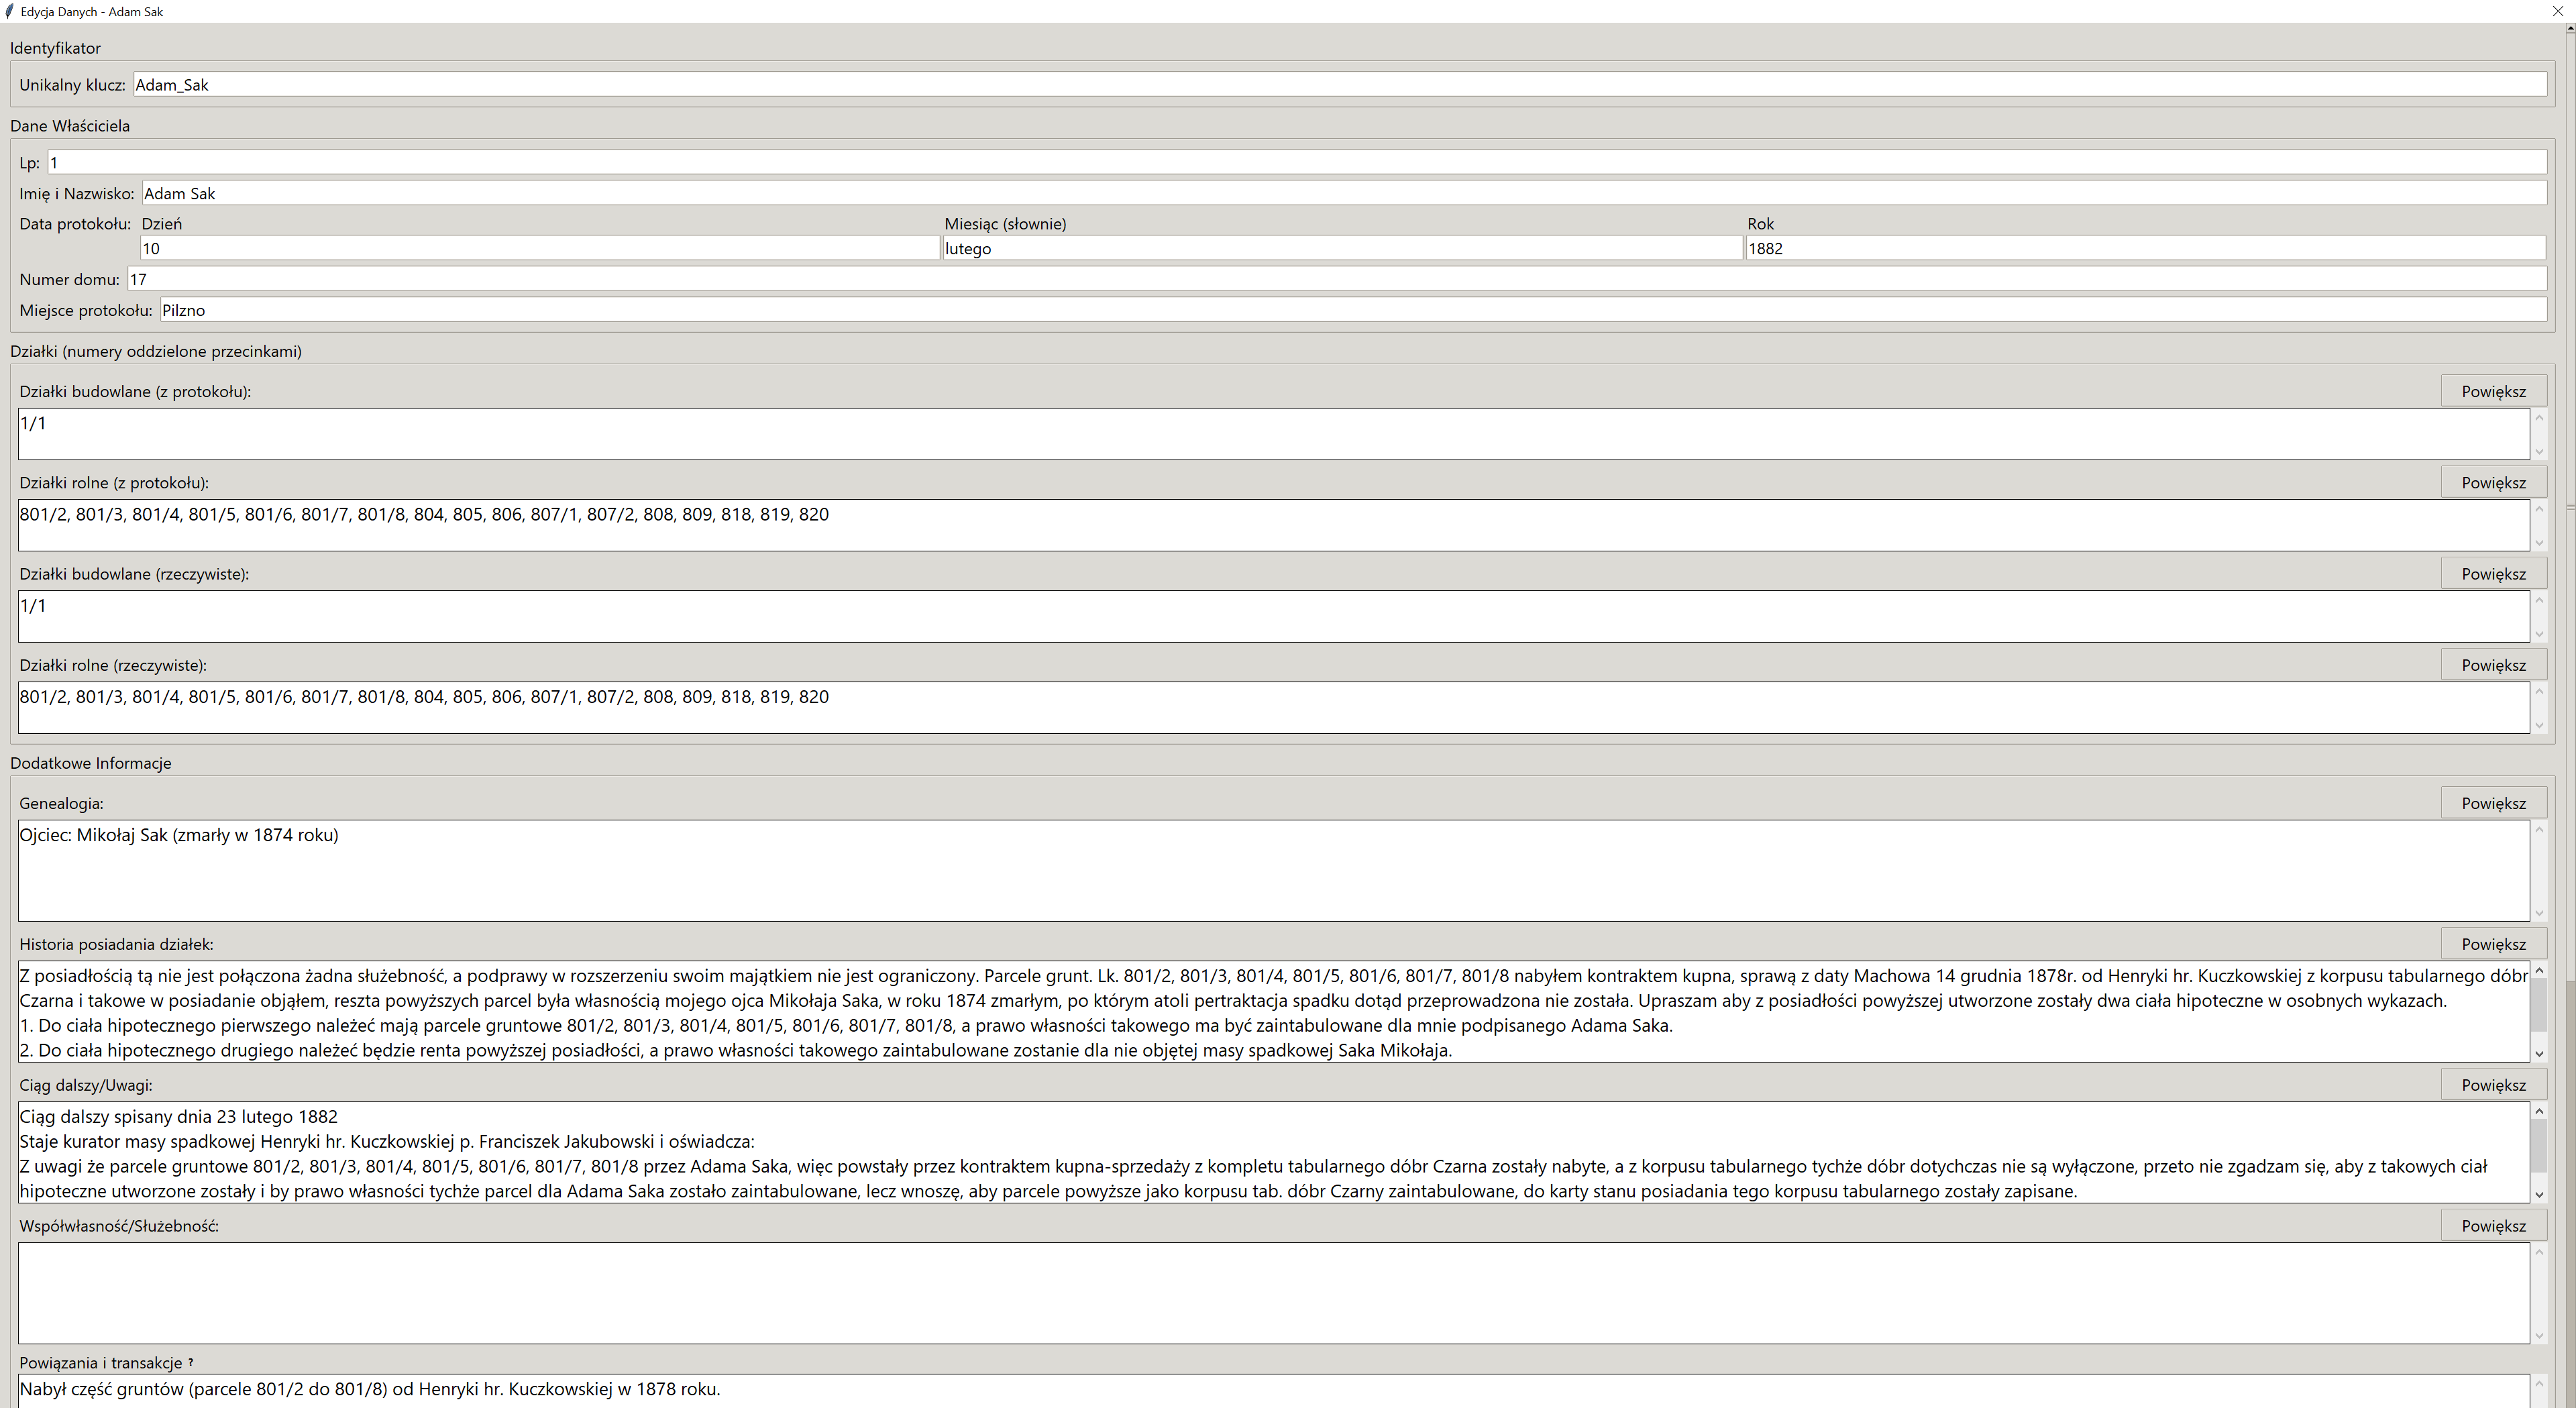 Edycja Danych - Adam Sak
Identyfikator
Unikalny klucz: Adam_Sak
Dane Właściciela
Lp: 1
Imię i Nazwisko: Adam Sak
Data protokołu: Dzień Miesiąc (słownie) Rok
10 lutego 1882
Numer domu: 17
Miejsce protokołu: Pilzno
Działki (numery oddzielone przecinkami)
Działki budowlane (z protokołu): Powiększ
1/1
Działki rolne (z protokołu): Powiększ
801/2, 801/3, 801/4, 801/5, 801/6, 801/7, 801/8, 804, 805, 806, 807/1, 807/2, 808, 809, 818, 819, 820
Działki budowlane (rzeczywiste): Powiększ
1/1
Działki rolne (rzeczywiste): Powiększ
801/2, 801/3, 801/4, 801/5, 801/6, 801/7, 801/8, 804, 805, 806, 807/1, 807/2, 808, 809, 818, 819, 820
Dodatkowe Informacje
Genealogia: Powiększ
Ojciec: Mikołaj Sak (zmarły w 1874 roku)
Historia posiadania działek: Powiększ
Z posiadłością tą nie jest połączona żadna służebność, a podprawy w rozszerzeniu swoim majątkiem nie jest ograniczony. Parcele grunt. Lk. 801/2, 801/3, 801/4, 801/5, 801/6, 801/7, 801/8 nabyłem kontraktem kupna, sprawą z daty Machowa 14 grudnia 1878r. od Henryki hr. Kuczkowskiej z korpusu tabularnego dóbr
Czarna i takowe w posiadanie objąłem, reszta powyższych parcel była własnością mojego ojca Mikołaja Saka, w roku 1874 zmarłym, po którym atoli pertraktacja spadku dotąd przeprowadzona nie została. Upraszam aby z posiadłości powyższej utworzone zostały dwa ciała hipoteczne w osobnych wykazach.
1. Do ciała hipotecznego pierwszego należeć mają parcele gruntowe 801/2, 801/3, 801/4, 801/5, 801/6, 801/7, 801/8, a prawo własności takowego ma być zaintabulowane dla mnie podpisanego Adama Saka.
2. Do ciała hipotecznego drugiego należeć będzie renta powyższej posiadłości, a prawo własności takowego zaintabulowane zostanie dla nie objętej masy spadkowej Saka Mikołaja.
Ciąg dalszy/Uwagi: Powiększ
Ciąg dalszy spisany dnia 23 lutego 1882
Staje kurator masy spadkowej Henryki hr. Kuczkowskiej p. Franciszek Jakubowski i oświadcza:
Z uwagi że parcele gruntowe 801/2, 801/3, 801/4, 801/5, 801/6, 801/7, 801/8 przez Adama Saka, więc powstały przez kontraktem kupna-sprzedaży z kompletu tabularnego dóbr Czarna zostały nabyte, a z korpusu tabularnego tychże dóbr dotychczas nie są wyłączone, przeto nie zgadzam się, aby z takowych ciał
hipoteczne utworzone zostały i by prawo własności tychże parcel dla Adama Saka zostało zaintabulowane, lecz wnoszę, aby parcele powyższe jako korpusu tab. dóbr Czarny zaintabulowane, do karty stanu posiadania tego korpusu tabularnego zostały zapisane.
Współwłasność/Służebność: Powiększ
Powiązania i transakcje ?
Nabył część gruntów (parcele 801/2 do 801/8) od Henryki hr. Kuczkowskiej w 1878 roku.